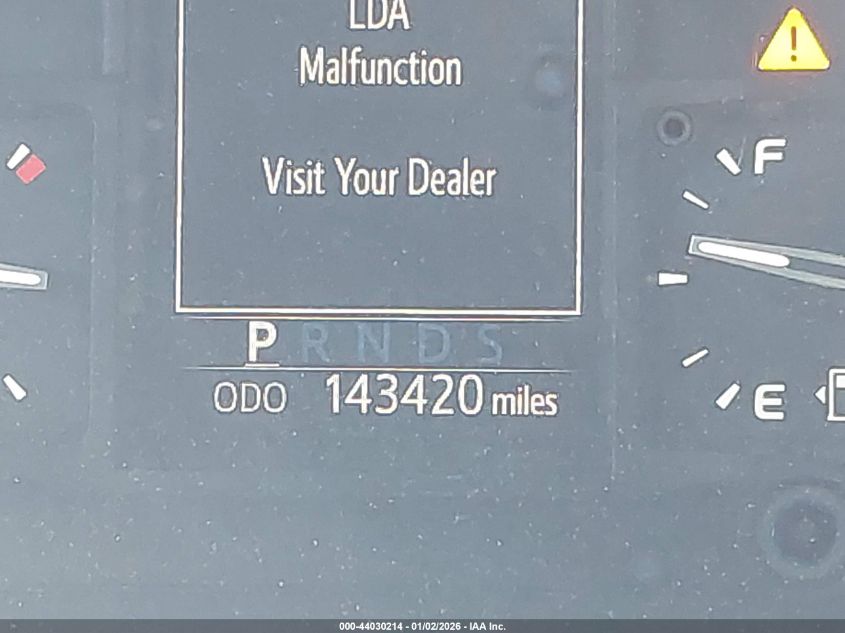 LDA
Malfunction
Visit Your Dealer
F
P R N D S
ODO 143420 miles
E
000-44030214 - 01/02/2026 - IAA Inc.